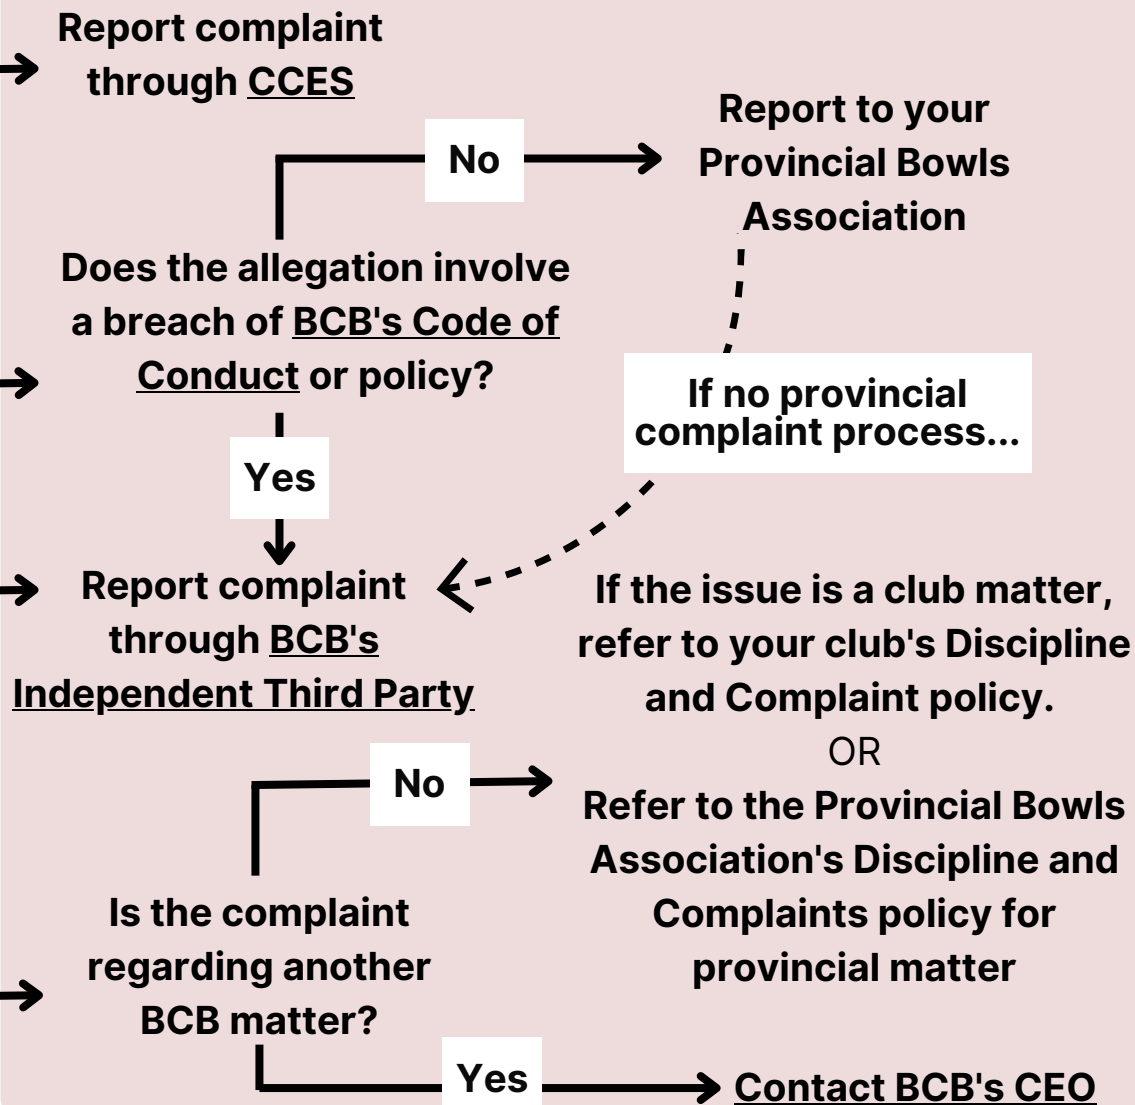 Report complaint
through CCES
No
Report to your
Provincial Bowls
Association
Does the allegation involve
a breach of BCB's Code of
Conduct or policy?
If no provincial
complaint process...
Yes
Report complaint
through BCB's
Independent Third Party
If the issue is a club matter,
refer to your club's Discipline
and Complaint policy.
OR
Refer to the Provincial Bowls
Association's Discipline and
Complaints policy for
provincial matter
No
Is the complaint
regarding another
BCB matter?
Yes
Contact BCB's CEO